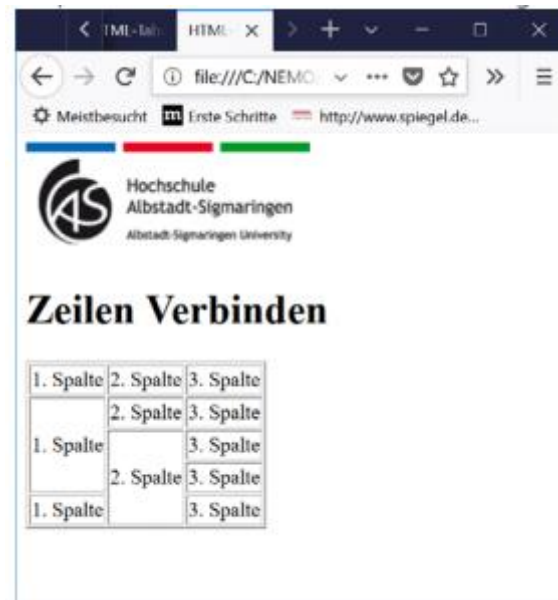 HTML-
file:///C:/NEMO
Meistbesucht Erste Schritte http://www.spiegel.de...
Hochschule
Albstadt-Sigmaringen
Albstadt-Sigmaringen University
Zeilen Verbinden
1. Spalte 2. Spalte 3. Spalte
2. Spalte 3. Spalte
1. Spalte 3. Spalte
2. Spalte 3. Spalte
1. Spalte 3. Spalte